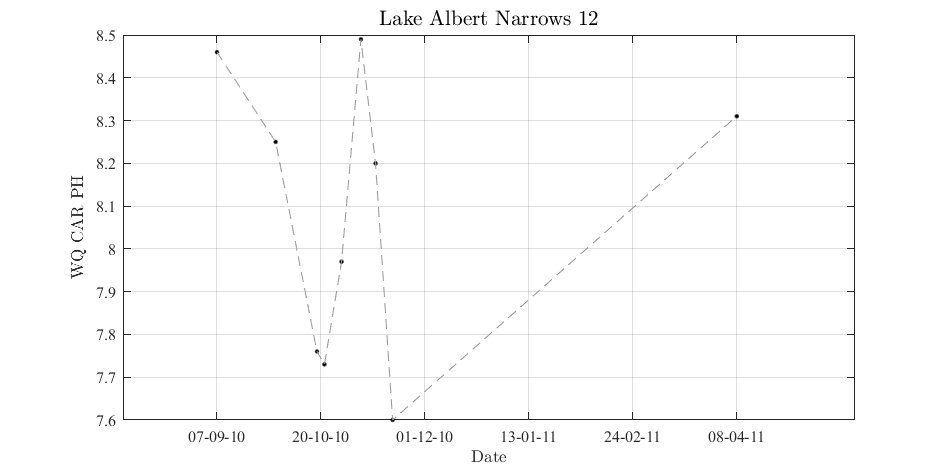 Lake Albert Narrows 12
8.5
8.4
8.3
8.2
8.1
8
7.9
7.8
7.7
7.6
WQ CAR PH
07-09-10 20-10-10 01-12-10 13-01-11 24-02-11 08-04-11
Date